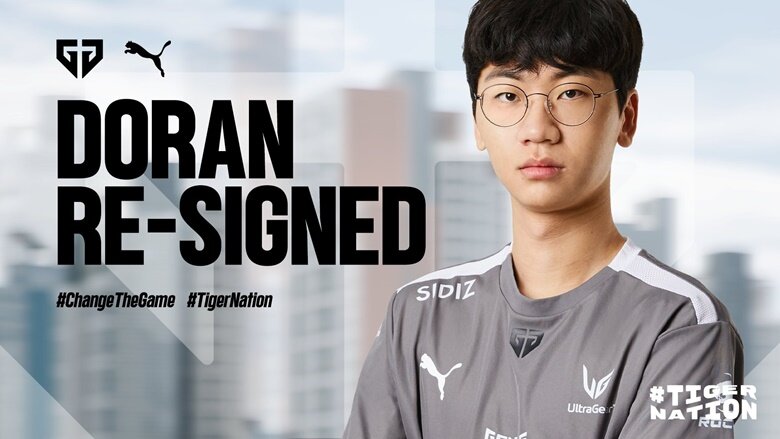 DORAN
RE-SIGNED
#ChangeTheGame #TigerNation
SIDIZ
UltraGear
#TIGER
NATION